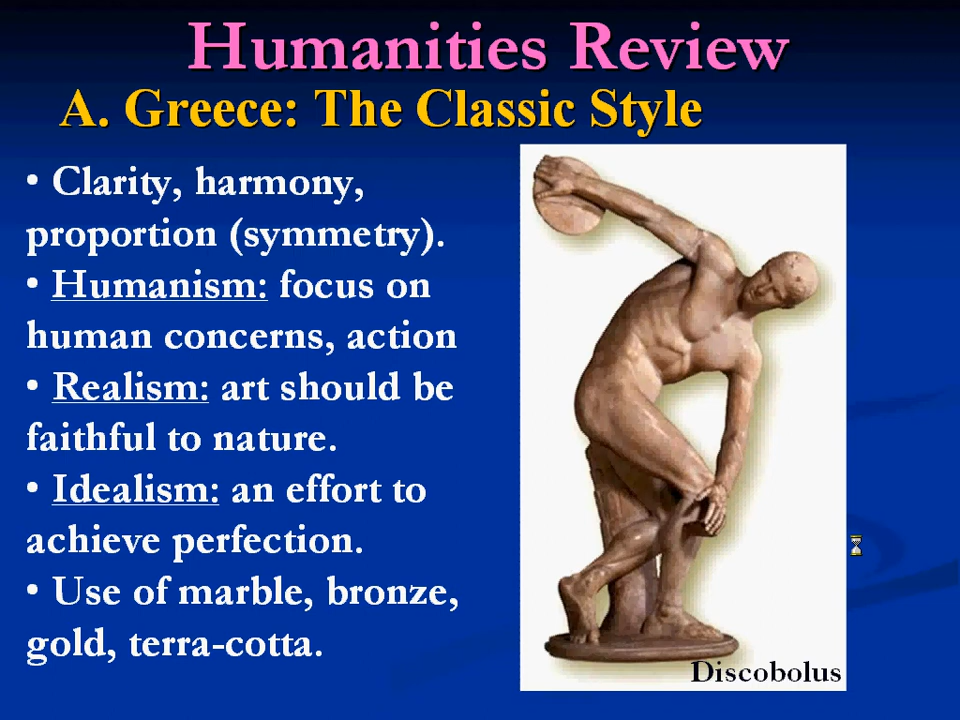 Humanities Review
A. Greece: The Classic Style
• Clarity, harmony,
proportion (symmetry).
• Humanism: focus on
human concerns, action
• Realism: art should be
faithful to nature.
• Idealism: an effort to
achieve perfection.
• Use of marble, bronze,
gold, terra-cotta.
Discobolus